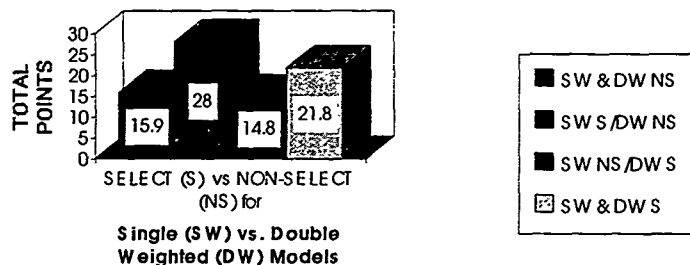 TOTAL
POINTS
30
25
20
15
10
5
0
15.9
28
14.8
21.8
SELECT (S) vs NON-SELECT
(NS) for
Single (SW) vs. Double
Weighted (DW) Models
SW & DW NS
SW S/DW NS
SW NS/DW S
SW & DW S